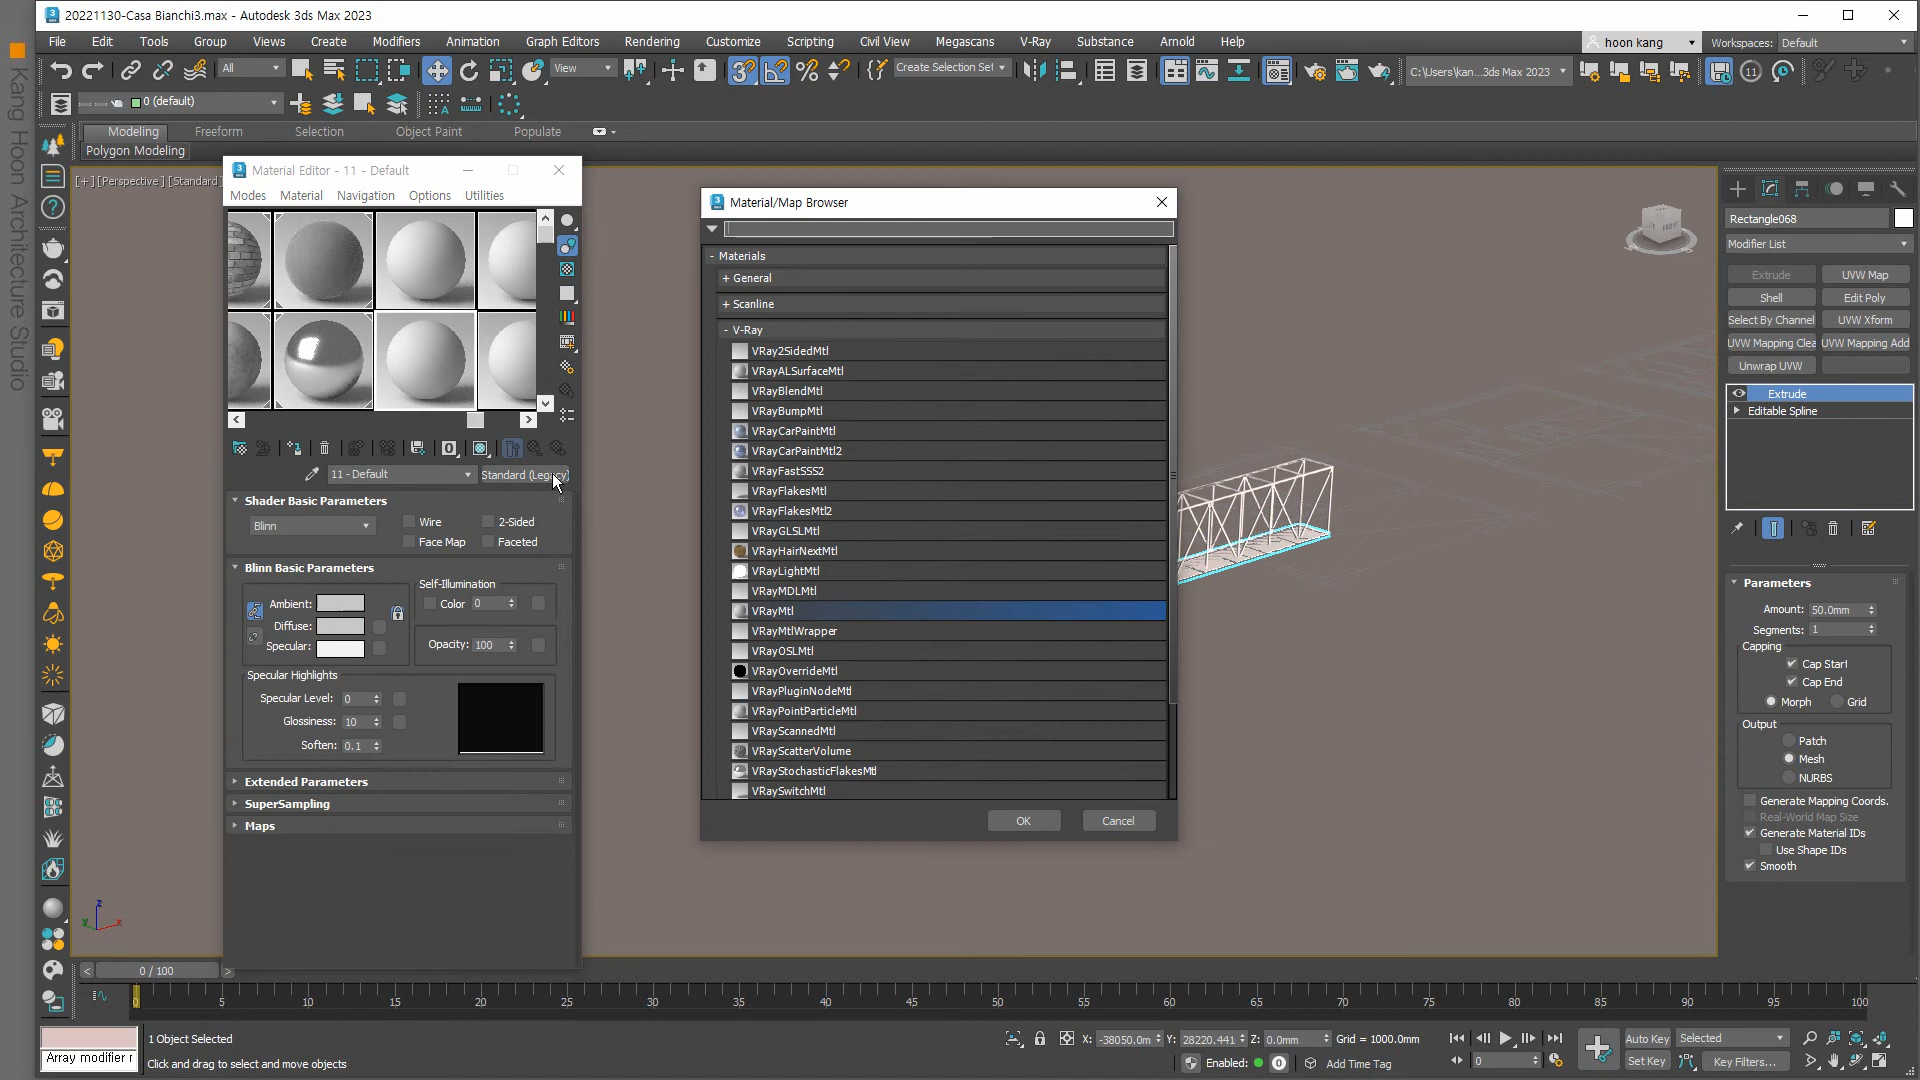 20221130-Casa Bianchi3.max - Autodesk 3ds Max 2023
File Edit Tools Group Views Create Modifiers Animation Graph Editors Rendering Customize Scripting Civil View Megascans V-Ray Substance Arnold Help
hoon kang Workspaces: Default
All View Create Selection Set C:\Users\kan...3ds Max 2023 11
0 (default)
Modeling Freeform Selection Object Paint Populate
Polygon Modeling
Kang Hoon Architecture Studio
[+] [Perspective ] [Standard
Material Editor - 11 - Default
Modes Material Navigation Options Utilities
11 - Default Standard (Legacy)
Shader Basic Parameters
Blinn Wire 2-Sided
Face Map Faceted
Blinn Basic Parameters
Self-Illumination
Ambient: Color 0
Diffuse:
Specular: Opacity: 100
Specular Highlights
Specular Level: 0
Glossiness: 10
Soften: 0.1
Extended Parameters
SuperSampling
Maps
Material/Map Browser
- Materials
+ General
+ Scanline
- V-Ray
VRay2SidedMtl
VRayALSurfaceMtl
VRayBlendMtl
VRayBumpMtl
VRayCarPaintMtl
VRayCarPaintMtl2
VRayFastSSS2
VRayFlakesMtl
VRayFlakesMtl2
VRayGLSLMtl
VRayHairNextMtl
VRayLightMtl
VRayMDLMtl
VRayMtl
VRayMtlWrapper
VRayOSLMtl
VRayOverrideMtl
VRayPluginNodeMtl
VRayPointParticleMtl
VRayScannedMtl
VRayScatterVolume
VRayStochasticFlakesMtl
VRaySwitchMtl
OK Cancel
Rectangle068
Modifier List
Extrude UVW Map
Shell Edit Poly
Select By Channel UVW Xform
UVW Mapping Clea UVW Mapping Add
Unwrap UVW
Extrude
Editable Spline
Parameters
Amount: 50.0mm
Segments: 1
Capping
Cap Start
Cap End
Morph Grid
Output
Patch
Mesh
NURBS
Generate Mapping Coords.
Real-World Map Size
Generate Material IDs
Use Shape IDs
Smooth
z
y x
< 0 / 100 >
0 5 10 15 20 25 30 35 40 45 50 55 60 65 70 75 80 85 90 95 100
1 Object Selected X: -38050.0m Y: 28220.441 Z: 0.0mm Grid = 1000.0mm Auto Key Selected
Array modifier r Click and drag to select and move objects Enabled: 0 Add Time Tag 0 Set Key Key Filters...